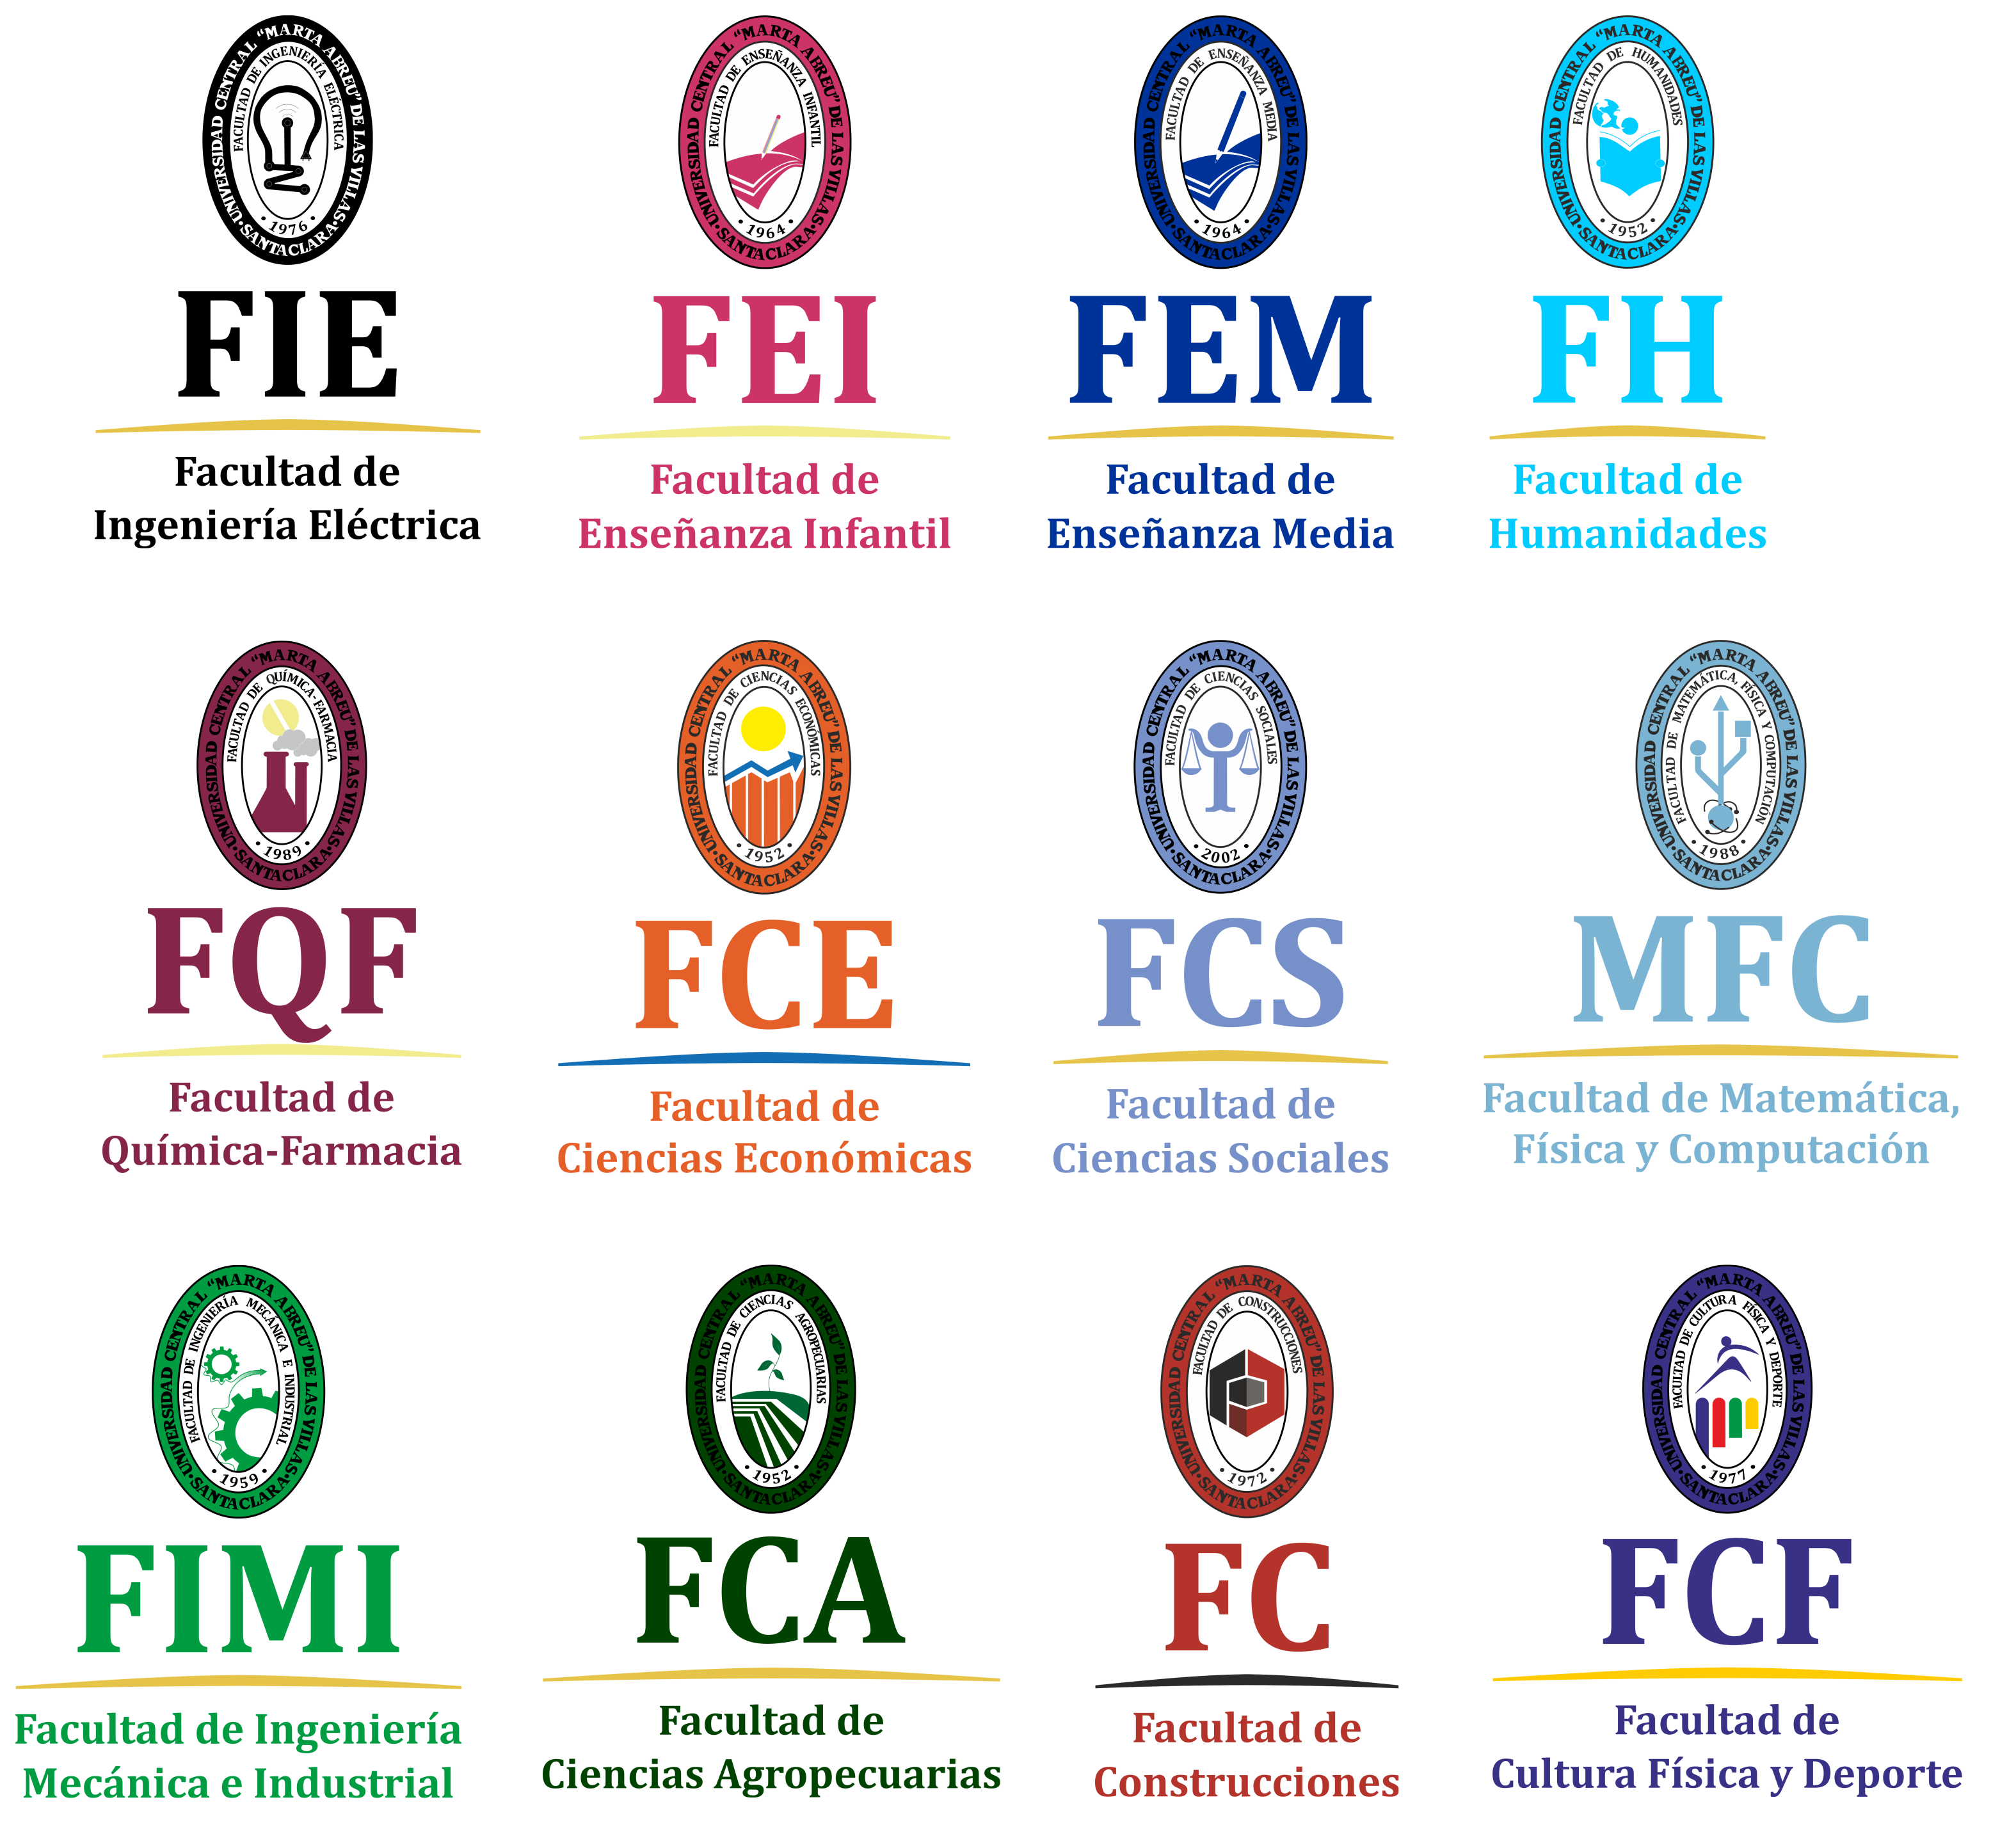 UNIVERSIDAD CENTRAL "MARTA ABREU" DE LAS VILLAS
FACULTAD DE INGENIERÍA ELÉCTRICA
• 1976 •
• SANTA CLARA •
FIE
Facultad de
Ingeniería Eléctrica
UNIVERSIDAD CENTRAL "MARTA ABREU" DE LAS VILLAS
FACULTAD DE ENSEÑANZA INFANTIL
• 1964 •
• SANTA CLARA •
FEI
Facultad de
Enseñanza Infantil
UNIVERSIDAD CENTRAL "MARTA ABREU" DE LAS VILLAS
FACULTAD DE ENSEÑANZA MEDIA
• 1964 •
• SANTA CLARA •
FEM
Facultad de
Enseñanza Media
UNIVERSIDAD CENTRAL "MARTA ABREU" DE LAS VILLAS
FACULTAD DE HUMANIDADES
• 1952 •
• SANTA CLARA •
FH
Facultad de
Humanidades
UNIVERSIDAD CENTRAL "MARTA ABREU" DE LAS VILLAS
FACULTAD DE QUÍMICA-FARMACIA
• 1989 •
• SANTA CLARA •
FQF
Facultad de
Química-Farmacia
UNIVERSIDAD CENTRAL "MARTA ABREU" DE LAS VILLAS
FACULTAD DE CIENCIAS ECONÓMICAS
• 1952 •
• SANTA CLARA •
FCE
Facultad de
Ciencias Económicas
UNIVERSIDAD CENTRAL "MARTA ABREU" DE LAS VILLAS
FACULTAD DE CIENCIAS SOCIALES
• 2002 •
• SANTA CLARA •
FCS
Facultad de
Ciencias Sociales
UNIVERSIDAD CENTRAL "MARTA ABREU" DE LAS VILLAS
FACULTAD DE MATEMÁTICA, FÍSICA Y COMPUTACIÓN
• 1988 •
• SANTA CLARA •
MFC
Facultad de Matemática,
Física y Computación
UNIVERSIDAD CENTRAL "MARTA ABREU" DE LAS VILLAS
FACULTAD DE INGENIERÍA MECÁNICA E INDUSTRIAL
• 1959 •
• SANTA CLARA •
FIMI
Facultad de Ingeniería
Mecánica e Industrial
UNIVERSIDAD CENTRAL "MARTA ABREU" DE LAS VILLAS
FACULTAD DE CIENCIAS AGROPECUARIAS
• 1952 •
• SANTA CLARA •
FCA
Facultad de
Ciencias Agropecuarias
UNIVERSIDAD CENTRAL "MARTA ABREU" DE LAS VILLAS
FACULTAD DE CONSTRUCCIONES
• 1972 •
• SANTA CLARA •
FC
Facultad de
Construcciones
UNIVERSIDAD CENTRAL "MARTA ABREU" DE LAS VILLAS
FACULTAD DE CULTURA FÍSICA Y DEPORTE
• 1977 •
• SANTA CLARA •
FCF
Facultad de
Cultura Física y Deporte